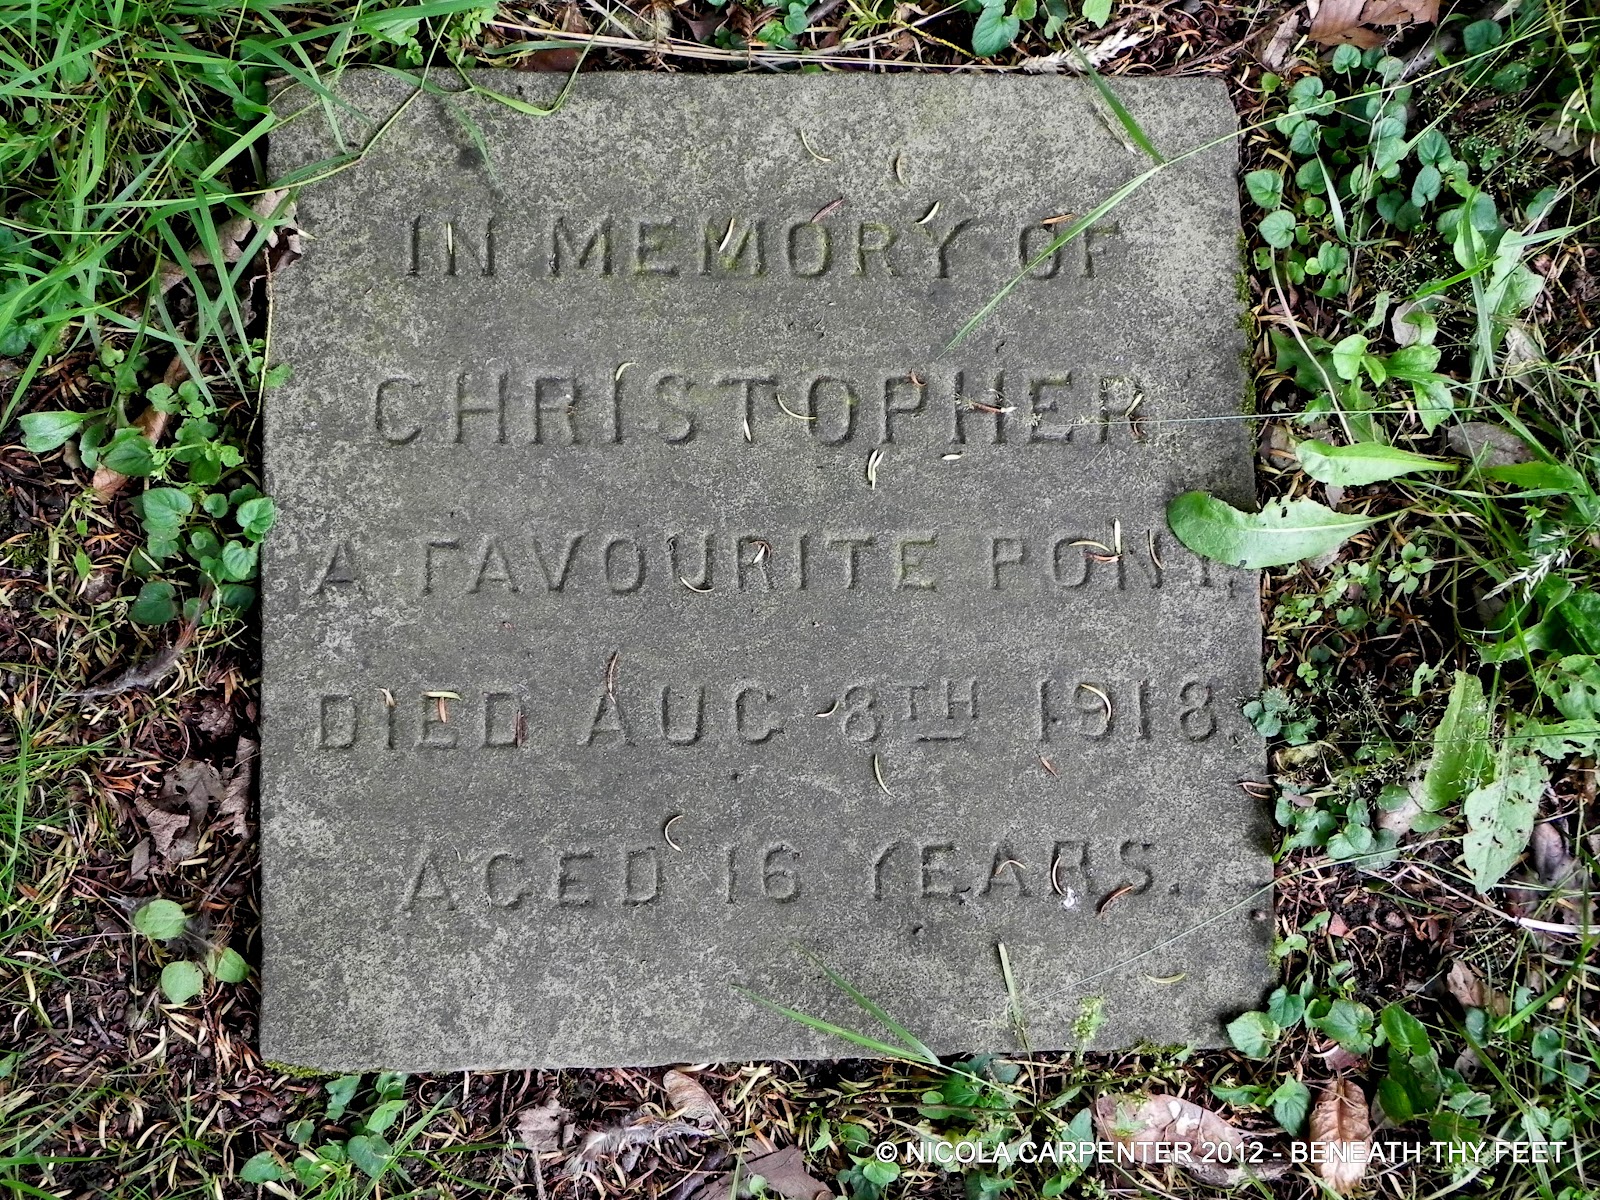 IN MEMORY OF
CHRISTOPHER
A FAVOURITE PONY,
DIED AUG 8TH 1918.
AGED 16 YEARS.
© NICOLA CARPENTER 2012 - BENEATH THY FEET